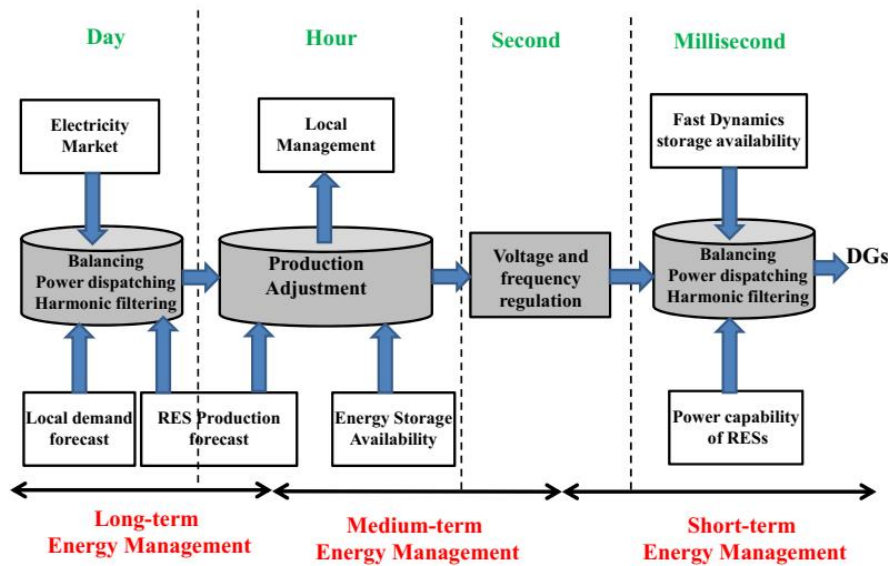 Day
Hour
Second
Millisecond
Electricity
Market
Local
Management
Fast Dynamics
storage availability
Balancing
Power dispatching
Harmonic filtering
Production
Adjustment
Voltage and
frequency
regulation
Balancing
Power dispatching
Harmonic filtering
DGs
Local demand
forecast
RES Production
forecast
Energy Storage
Availability
Power capability
of RESs
Long-term
Energy Management
Medium-term
Energy Management
Short-term
Energy Management